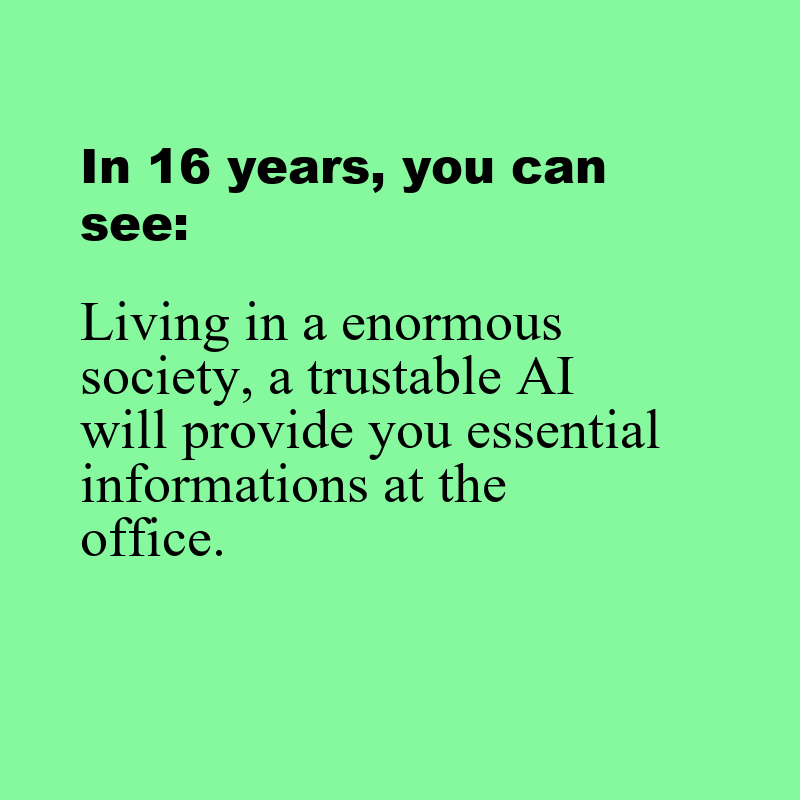 In 16 years, you can
see:
Living in a enormous
society, a trustable AI
will provide you essential
informations at the
office.